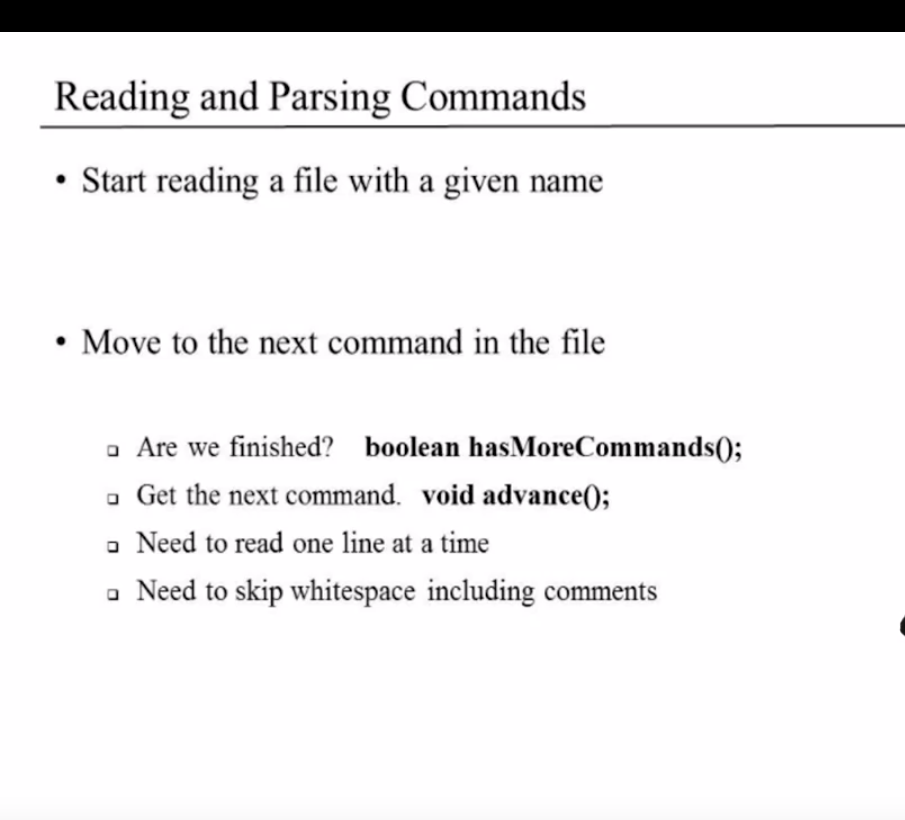 Reading and Parsing Commands
• Start reading a file with a given name
• Move to the next command in the file
▫ Are we finished? boolean hasMoreCommands();
▫ Get the next command. void advance();
▫ Need to read one line at a time
▫ Need to skip whitespace including comments